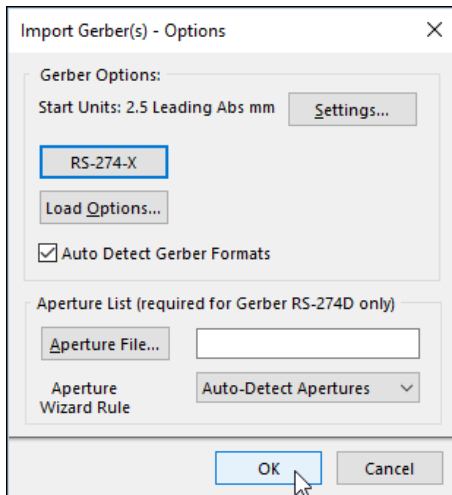 Import Gerber(s) - Options
Gerber Options:
Start Units: 2.5 Leading Abs mm
Settings...
RS-274-X
Load Options...
Auto Detect Gerber Formats
Aperture List (required for Gerber RS-274D only)
Aperture File...
Aperture
Wizard Rule
Auto-Detect Apertures
OK
Cancel